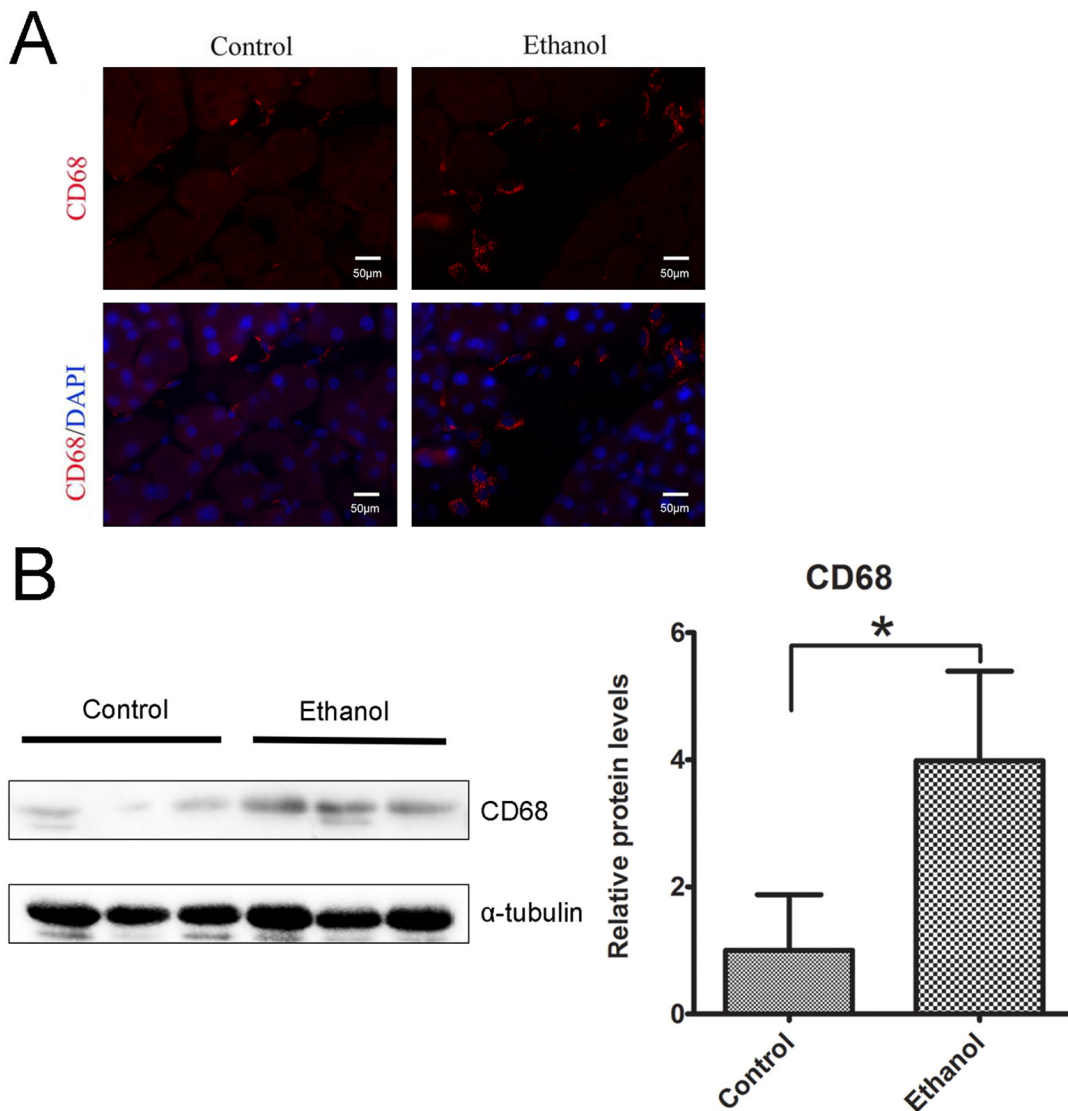 A
Control
Ethanol
CD68
50µm
50µm
CD68/DAPI
50µm
50µm
B
Control
Ethanol
CD68
α-tubulin
CD68
*
Relative protein levels
6
4
2
0
Control
Ethanol